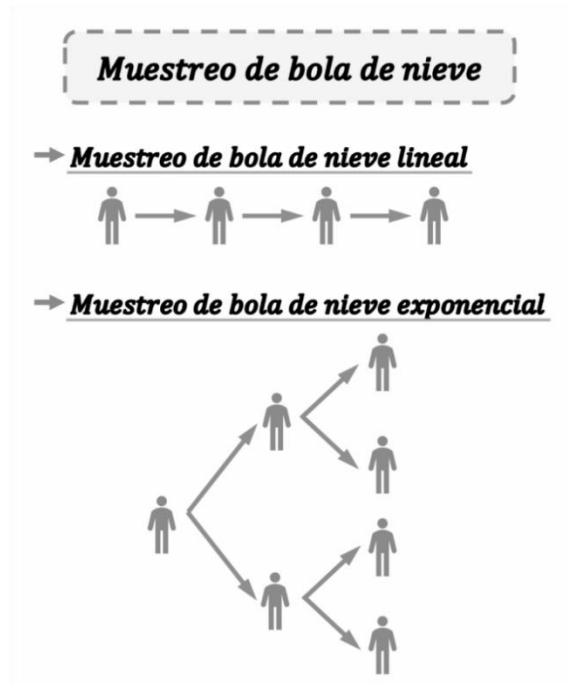 Muestreo de bola de nieve
Muestreo de bola de nieve lineal
Muestreo de bola de nieve exponencial